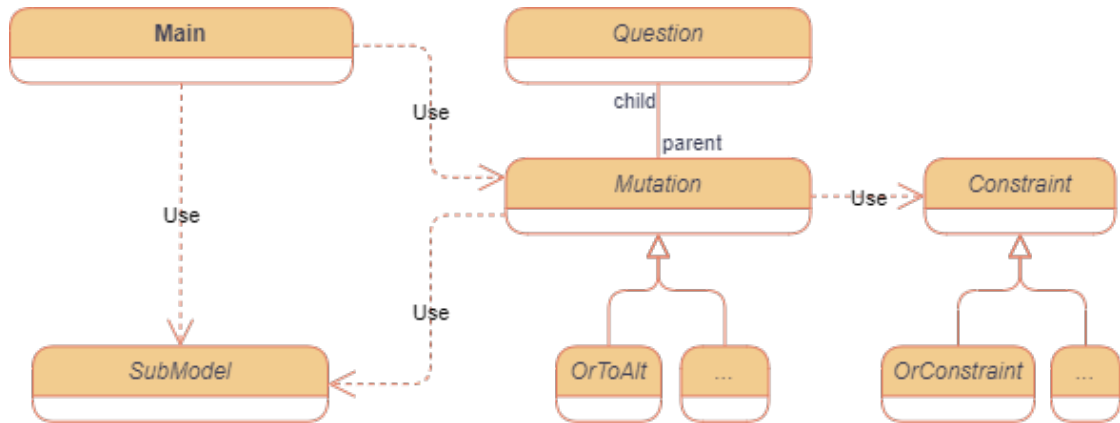 Main
Question
child
Use
parent
Mutation
Constraint
Use
Use
Use
SubModel
OrToAlt
...
OrConstraint
...